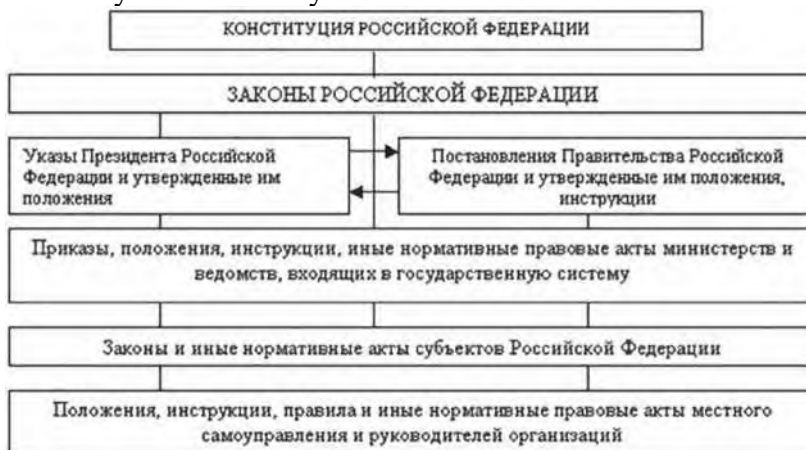 КОНСТИТУЦИЯ РОССИЙСКОЙ ФЕДЕРАЦИИ
ЗАКОНЫ РОССИЙСКОЙ ФЕДЕРАЦИИ
Указы Президента Российской
Федерации и утвержденные им
положения
Постановления Правительства Российской
Федерации и утвержденные им положения,
инструкции
Приказы, положения, инструкции, иные нормативные правовые акты министерств и
ведомств, входящих в государственную систему
Законы и иные нормативные акты субъектов Российской Федерации
Положения, инструкции, правила и иные нормативные правовые акты местного
самоуправления и руководителей организаций